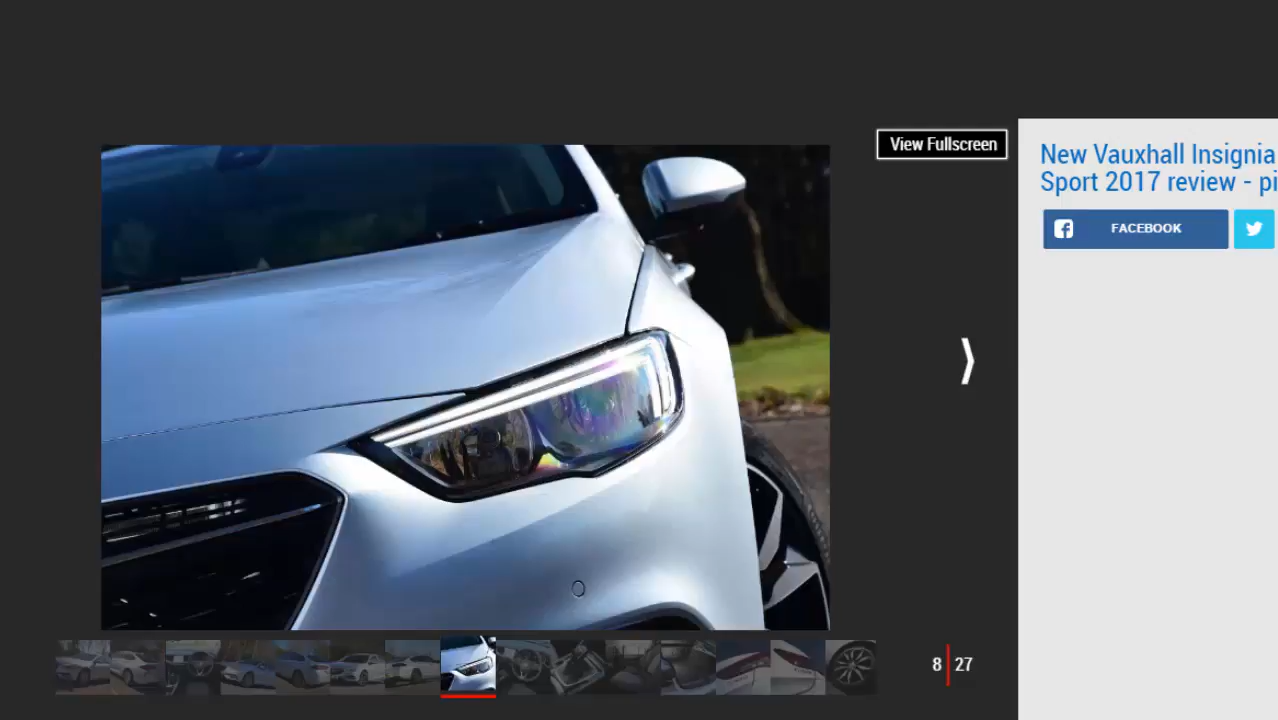 View Fullscreen
New Vauxhall Insignia
Sport 2017 review - pi
FACEBOOK
8 27